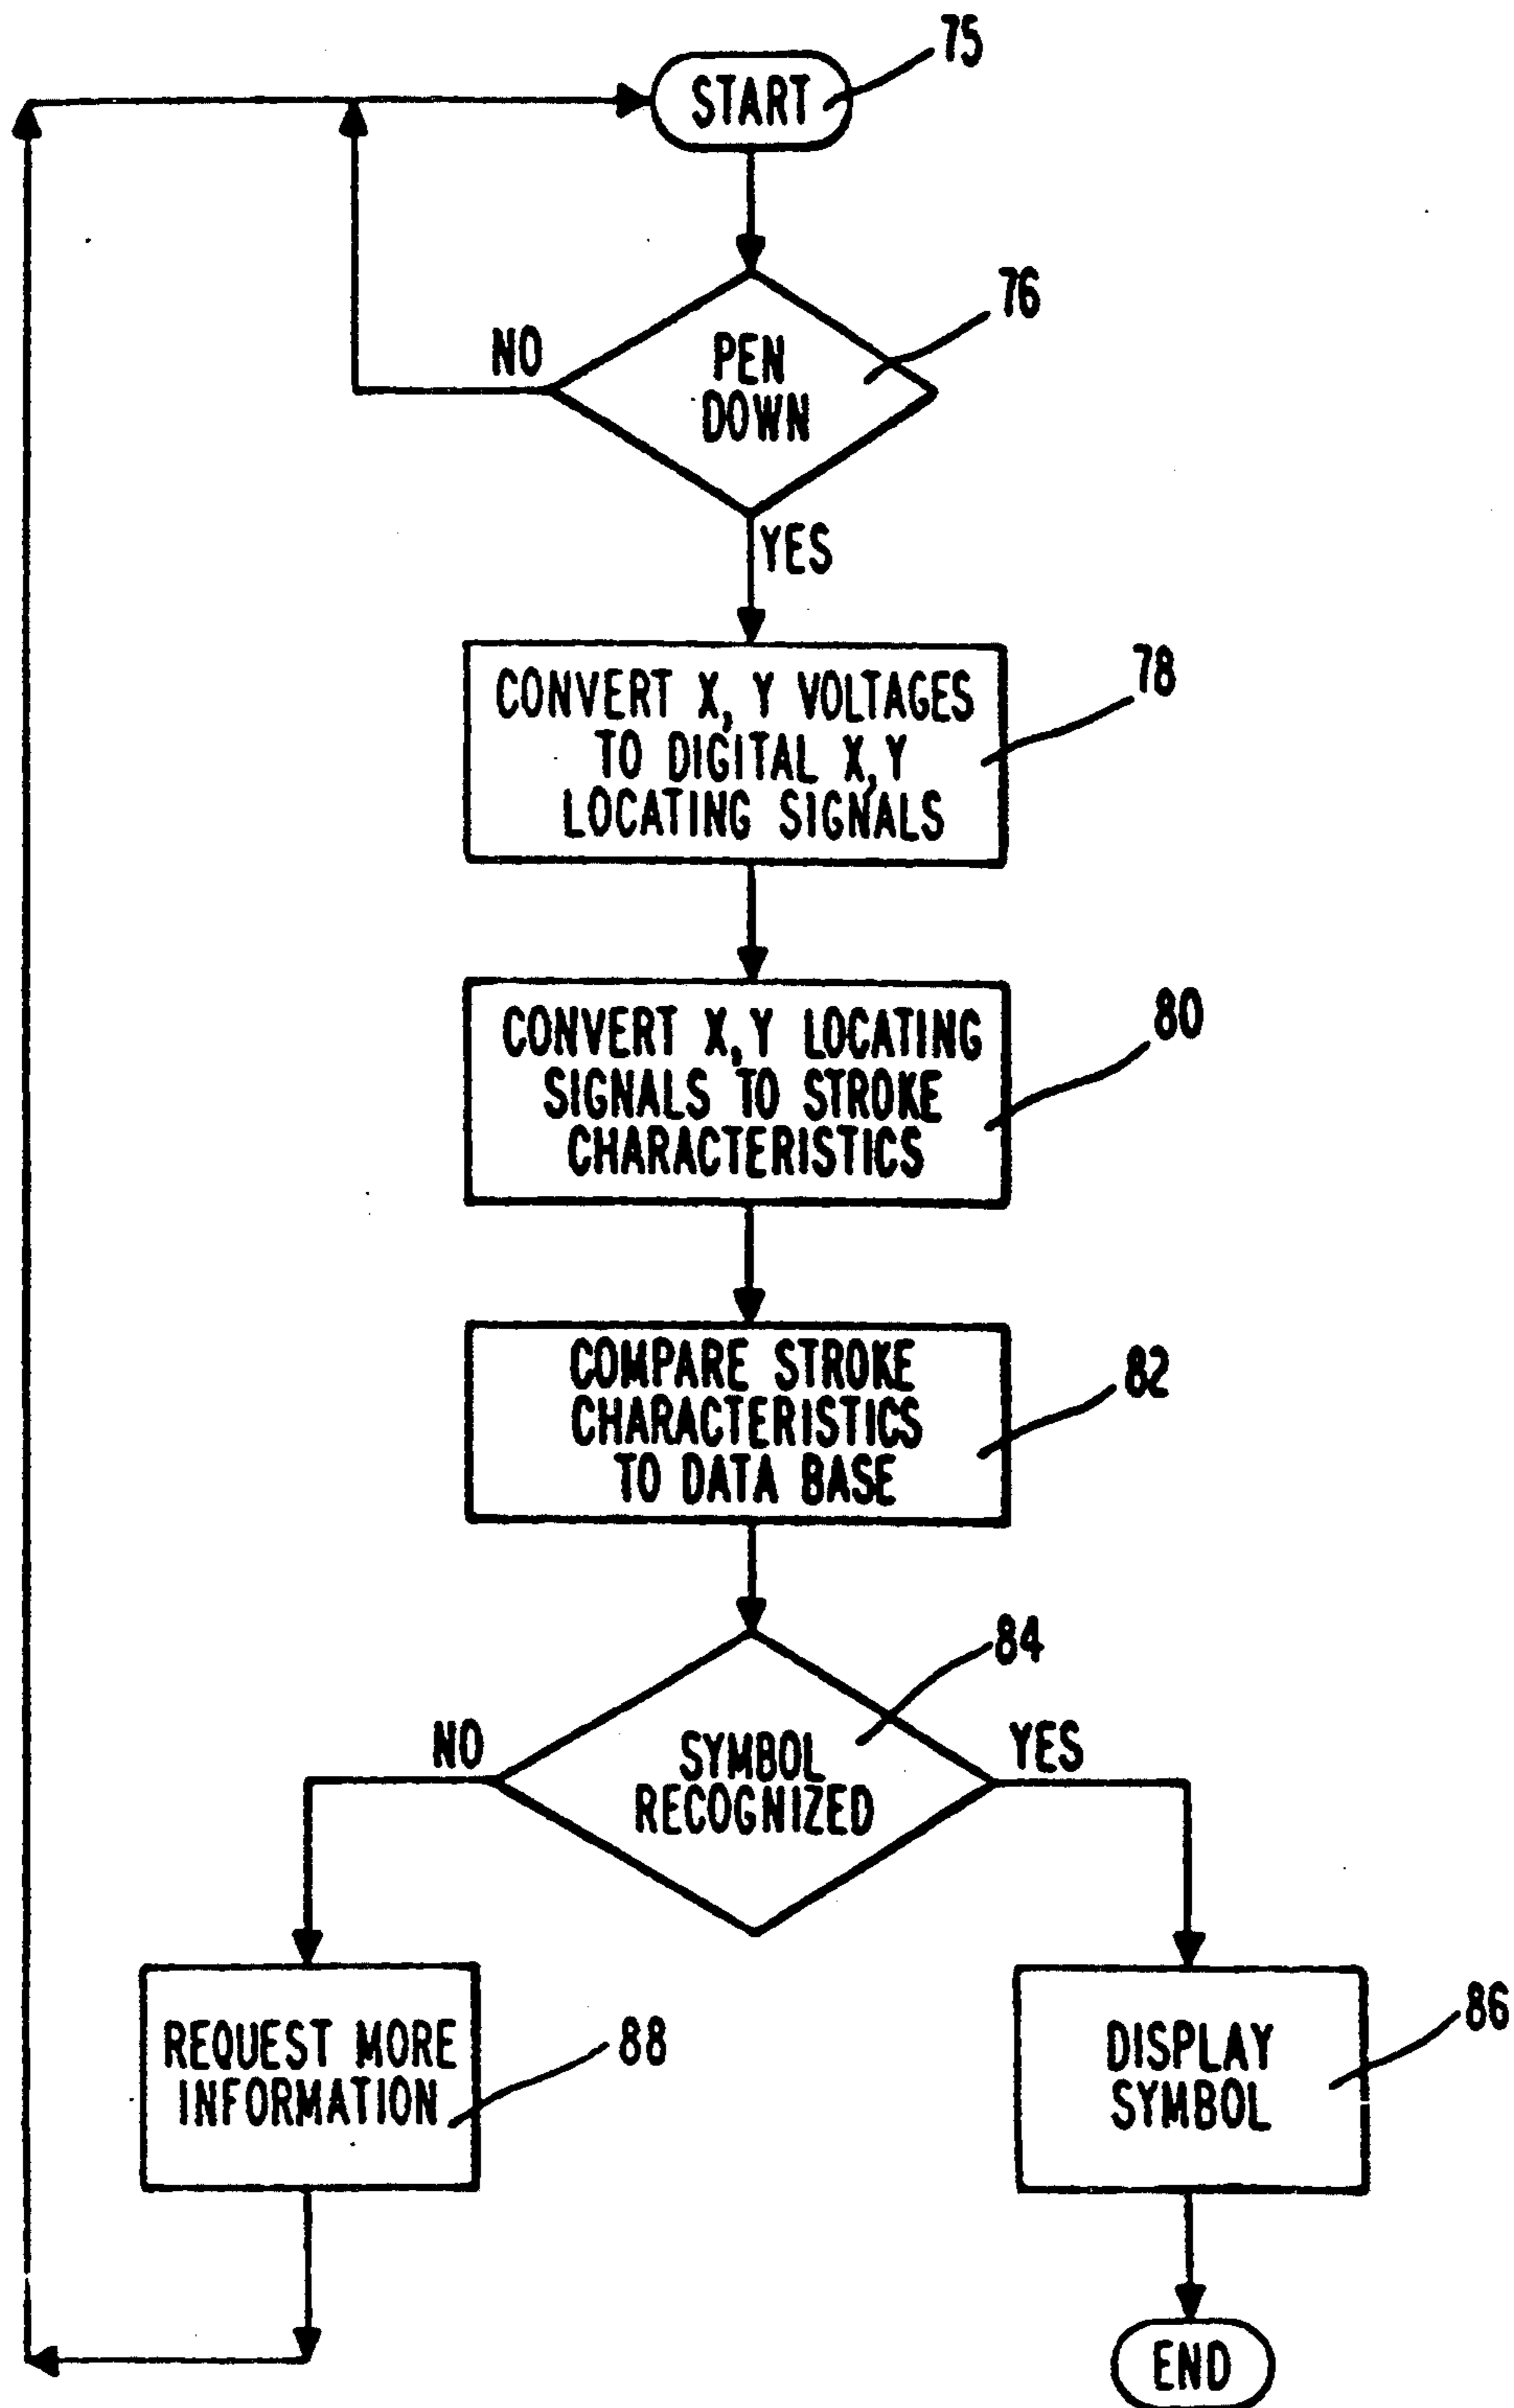 75
START
76
NO
PEN
DOWN
YES
78
CONVERT X, Y VOLTAGES
TO DIGITAL X,Y
LOCATING SIGNALS
80
CONVERT X,Y LOCATING
SIGNALS TO STROKE
CHARACTERISTICS
82
COMPARE STROKE
CHARACTERISTICS
TO DATA BASE
84
NO
SYMBOL
RECOGNIZED
YES
REQUEST MORE
INFORMATION
88
DISPLAY
SYMBOL
86
END